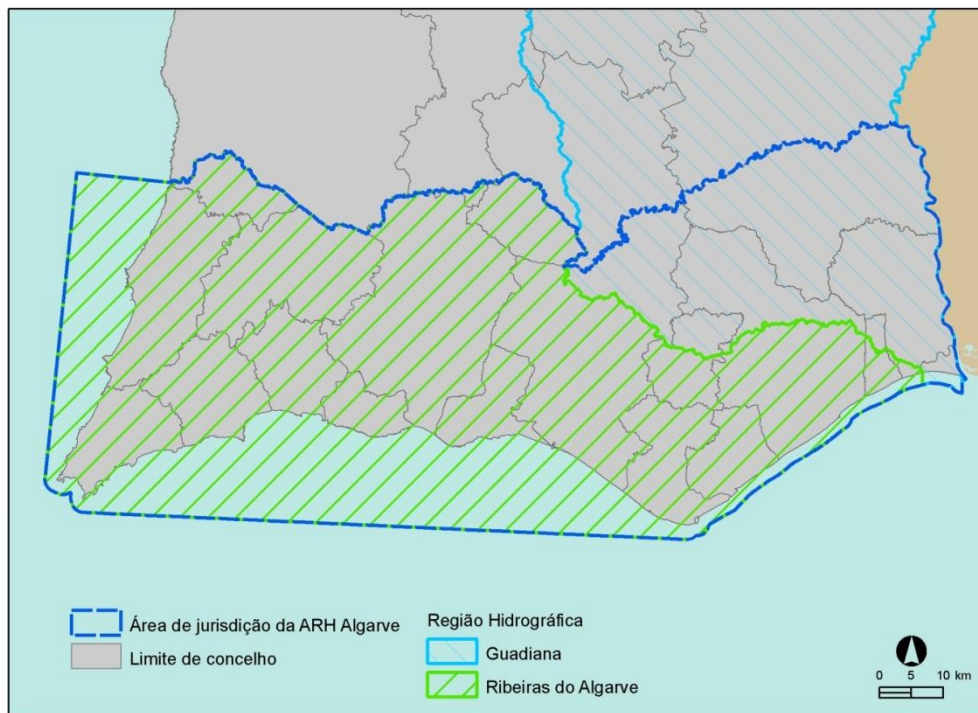 Área de jurisdição da ARH Algarve
Limite de concelho
Região Hidrográfica
Guadiana
Ribeiras do Algarve
0 5 10 km